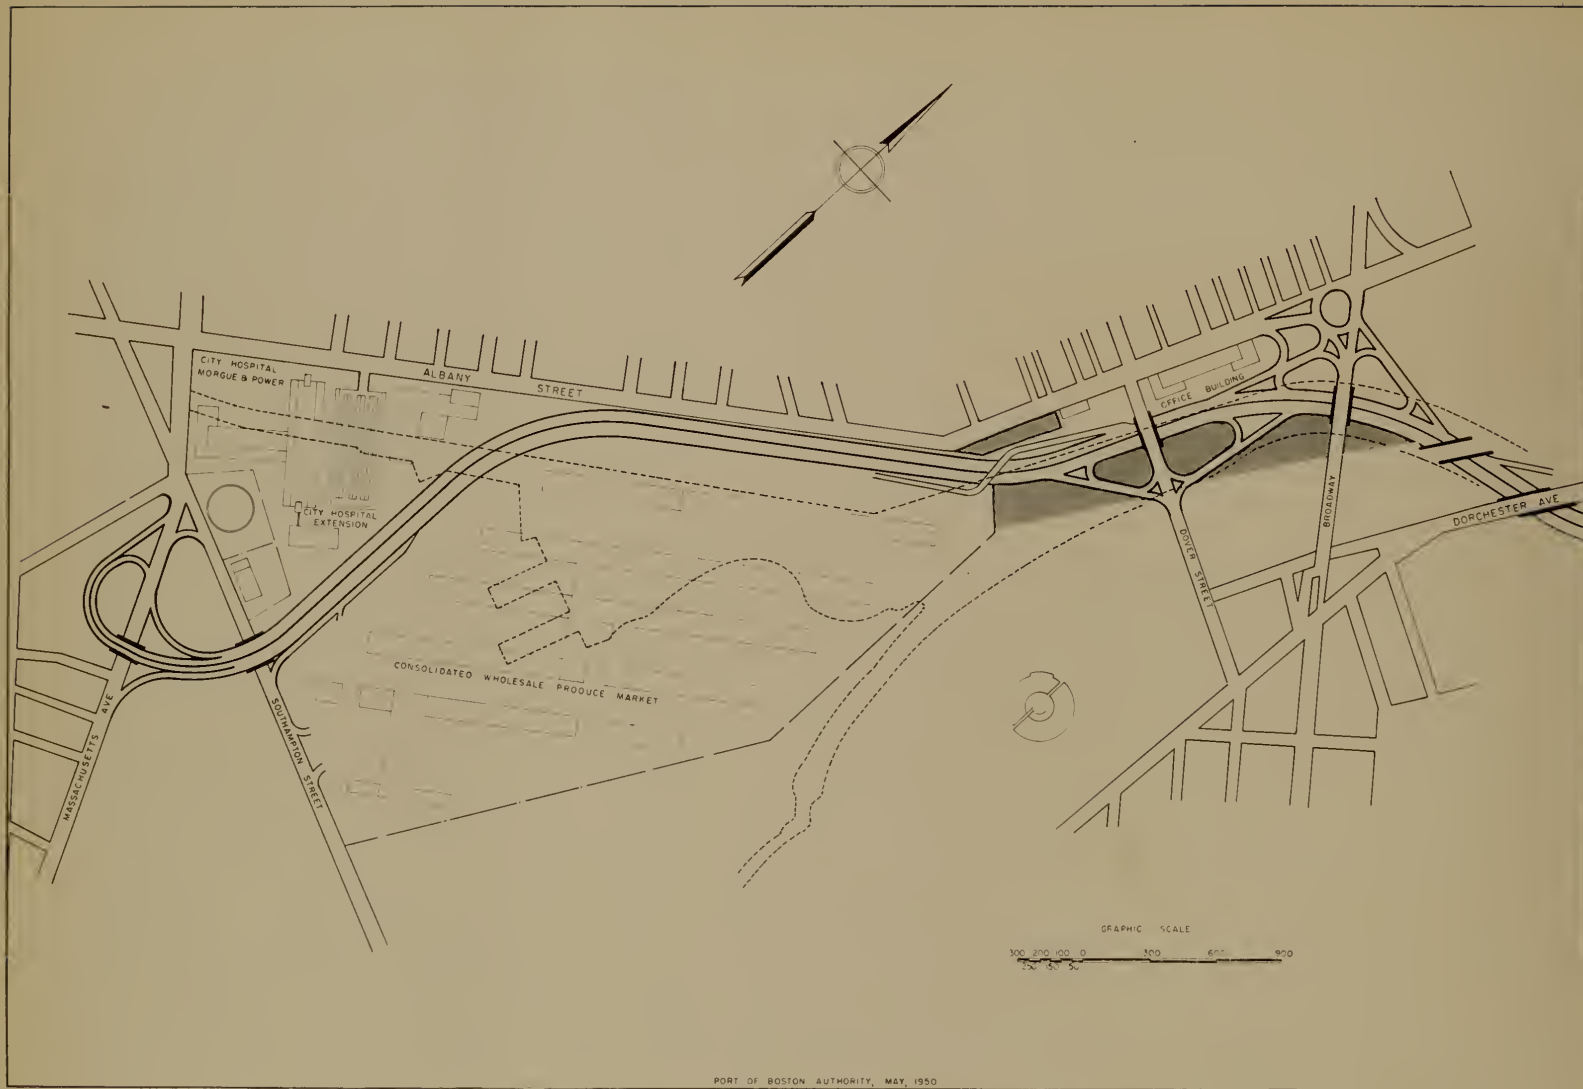 CITY HOSPITAL
MORGUE & POWER
ALBANY STREET
OFFICE BUILDING
CITY HOSPITAL
EXTENSION
BROADWAY
DORCHESTER AVE
DOVER STREET
CONSOLIDATED WHOLESALE PRODUCE MARKET
MASSACHUSETTS AVE
SOUTHAMPTON STREET
GRAPHIC SCALE
300 200 100 0 300 600 900
250 150 50
PORT OF BOSTON AUTHORITY, MAY, 1950